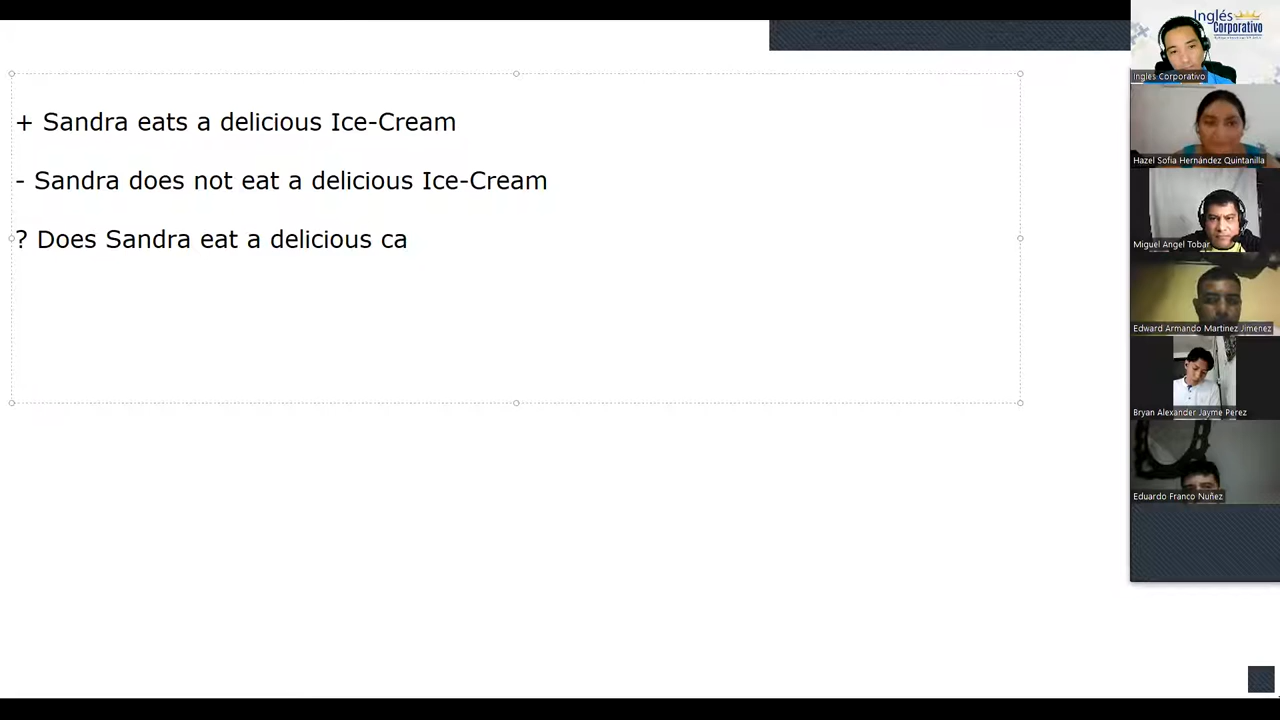 + Sandra eats a delicious Ice-Cream
- Sandra does not eat a delicious Ice-Cream
? Does Sandra eat a delicious ca
Inglés
Corporativo
Ingles Corporativo
Hazel Sofia Hernández Quintanilla
Miguel Angel Tobar
Edward Armando Martinez Jimenez
Bryan Alexander Jayme Perez
Eduardo Franco Nuñez